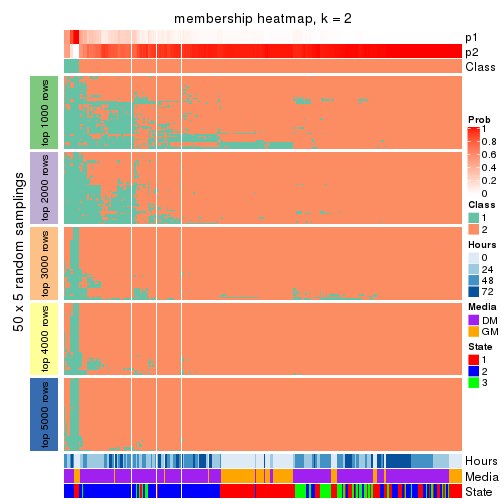 membership heatmap, k = 2
p1
p2
Class
50 x 5 random samplings
top 1000 rows
top 2000 rows
top 3000 rows
top 4000 rows
top 5000 rows
Hours
Media
State
Prob
1
0.8
0.6
0.4
0.2
0
Class
1
2
Hours
0
24
48
72
Media
DM
GM
State
1
2
3